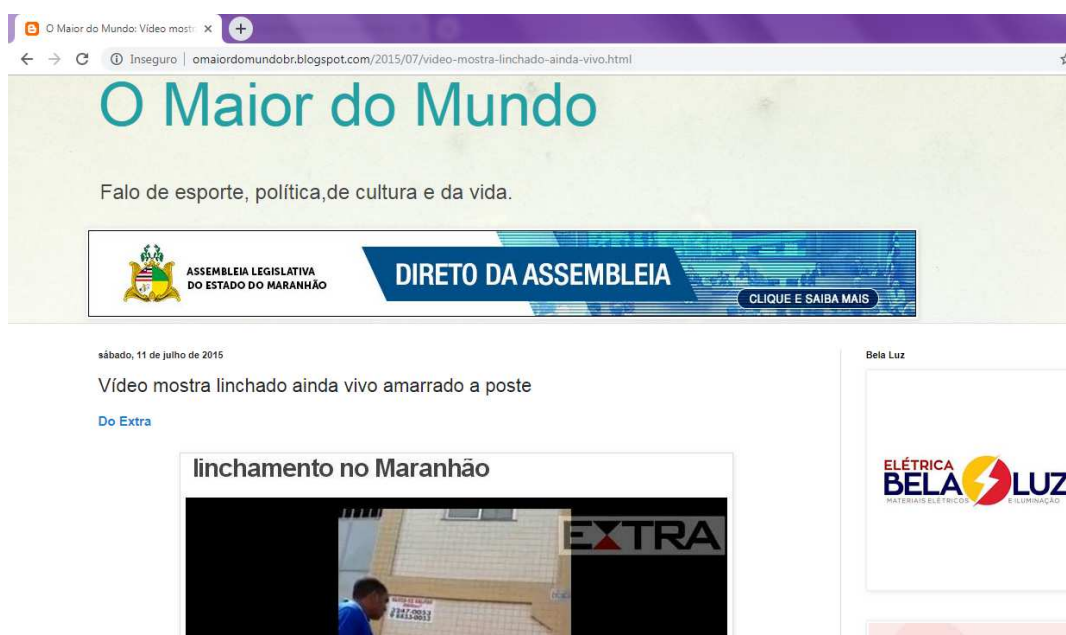 O Maior do Mundo: Vídeo most
Inseguro | omaiordomundobr.blogspot.com/2015/07/video-mostra-linchado-ainda-vivo.html
O Maior do Mundo
Falo de esporte, política,de cultura e da vida.
ASSEMBLEIA LEGISLATIVA
DO ESTADO DO MARANHÃO
DIRETO DA ASSEMBLEIA
CLIQUE E SAIBA MAIS
sábado, 11 de julho de 2015
Vídeo mostra linchado ainda vivo amarrado a poste
Do Extra
linchamento no Maranhão
EXTRA
Bela Luz
ELÉTRICA
BELA LUZ
MATERIAIS ELÉTRICOS E ILUMINAÇÃO